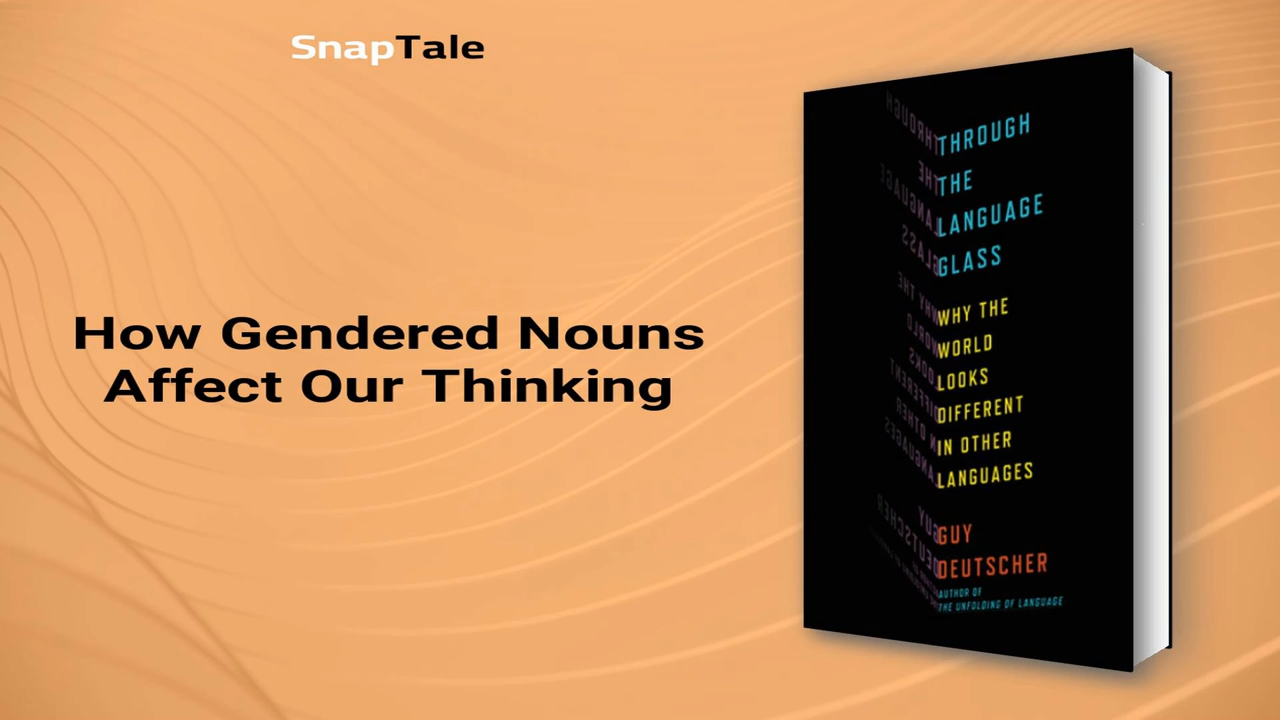 SnapTale
How Gendered Nouns
Affect Our Thinking
THROUGH
THE
LANGUAGE
GLASS
WHY THE
WORLD
LOOKS
DIFFERENT
IN OTHER
LANGUAGES
GUY
DEUTSCHER
AUTHOR OF
THE UNFOLDING OF LANGUAGE